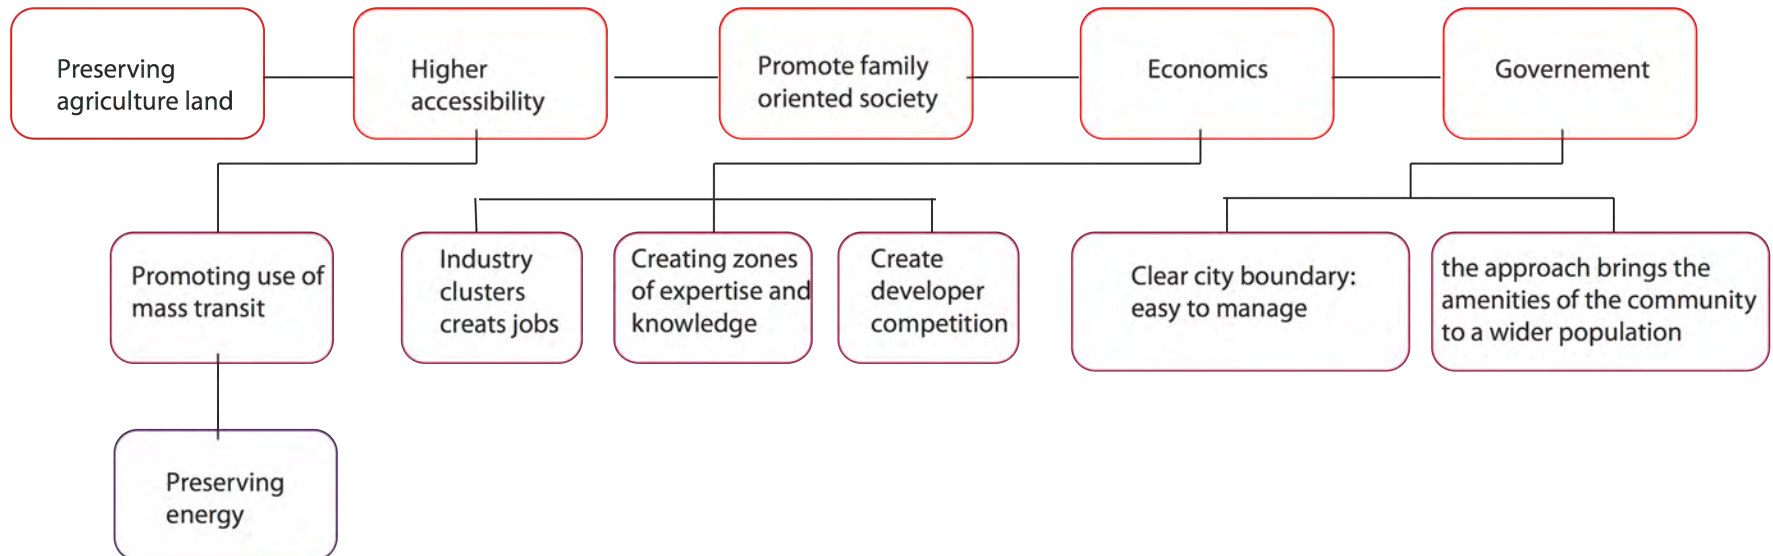 Preserving
agriculture land
Higher
accessibility
Promote family
oriented society
Economics
Governement
Promoting use of
mass transit
Industry
clusters
creats jobs
Creating zones
of expertise and
knowledge
Create
developer
competition
Clear city boundary:
easy to manage
the approach brings the
amenities of the community
to a wider population
Preserving
energy